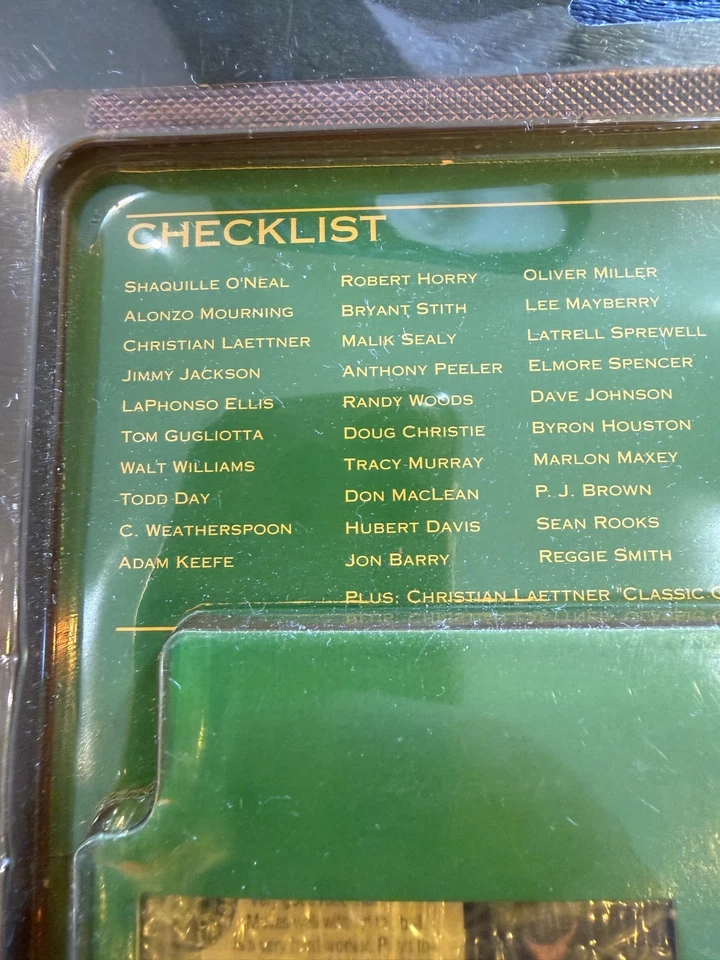 CHECKLIST
SHAQUILLE O'NEAL
ALONZO MOURNING
CHRISTIAN LAETTNER
JIMMY JACKSON
LAPHONSO ELLIS
TOM GUGLIOTTA
WALT WILLIAMS
TODD DAY
C. WEATHERSPOON
ADAM KEEFE
ROBERT HORRY
BRYANT STITH
MALIK SEALY
ANTHONY PEELER
RANDY WOODS
DOUG CHRISTIE
TRACY MURRAY
DON MACLEAN
HUBERT DAVIS
JON BARRY
OLIVER MILLER
LEE MAYBERRY
LATRELL SPREWELL
ELMORE SPENCER
DAVE JOHNSON
BYRON HOUSTON
MARLON MAXEY
P. J. BROWN
SEAN ROOKS
REGGIE SMITH
PLUS: CHRISTIAN LAETTNER "CLASSIC